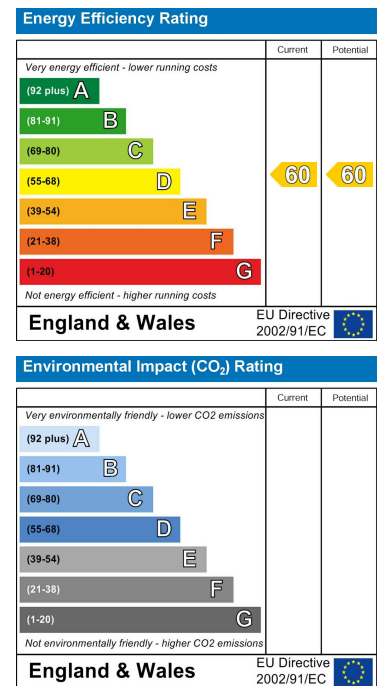 Energy Efficiency Rating
Current Potential
Very energy efficient - lower running costs
(92 plus) A
(81-91) B
(69-80) C
(55-68) D
60 60
(39-54) E
(21-38) F
(1-20) G
Not energy efficient - higher running costs
England & Wales
EU Directive
2002/91/EC
Environmental Impact (CO₂) Rating
Current Potential
Very environmentally friendly - lower CO2 emissions
(92 plus) A
(81-91) B
(69-80) C
(55-68) D
(39-54) E
(21-38) F
(1-20) G
Not environmentally friendly - higher CO2 emissions
England & Wales
EU Directive
2002/91/EC